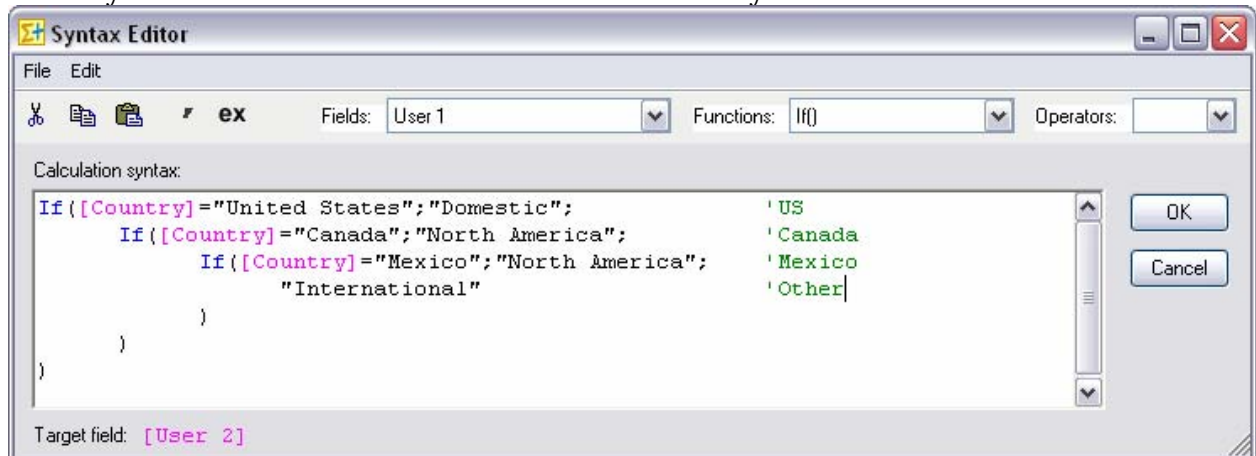 Syntax Editor
File Edit
ex Fields: User 1 Functions: If() Operators:
Calculation syntax:
If([Country]="United States";"Domestic"; 'US
If([Country]="Canada";"North America"; 'Canada
If([Country]="Mexico";"North America"; 'Mexico
"International" 'Other
)
)
)
OK
Cancel
Target field: [User 2]